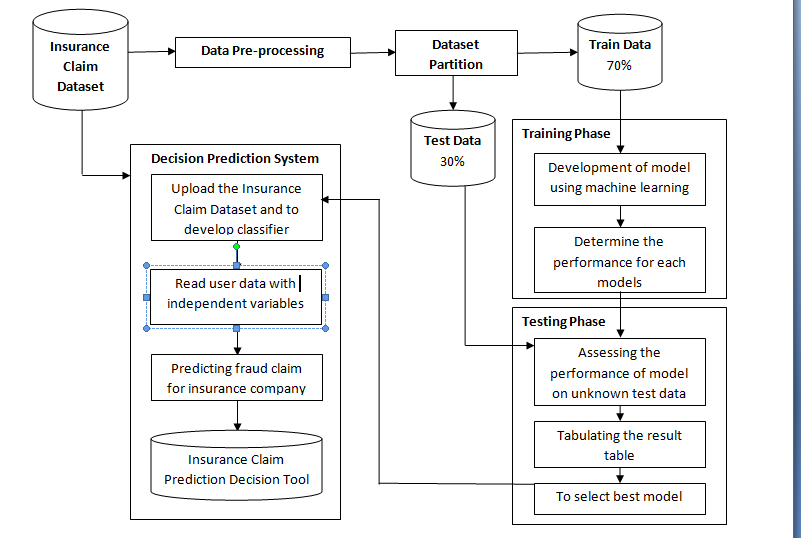 Insurance
Claim
Dataset
Data Pre-processing
Dataset
Partition
Train Data
70%
Test Data
30%
Training Phase
Development of model
using machine learning
Determine the
performance for each
models
Testing Phase
Assessing the
performance of model
on unknown test data
Tabulating the result
table
To select best model
Decision Prediction System
Upload the Insurance
Claim Dataset and to
develop classifier
Read user data with
independent variables
Predicting fraud claim
for insurance company
Insurance Claim
Prediction Decision Tool